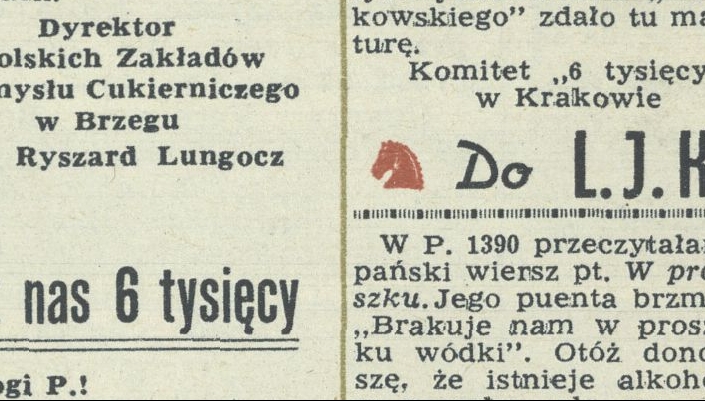 Dyrektor
olskich Zakładów
mysłu Cukierniczego
w Brzegu
Ryszard Lungocz
nas 6 tysięcy
ogi P.!
kowskiego” zdało tu ma
turę.
Komitet „6 tysięcy
w Krakowie
Do L. J. K
W P. 1390 przeczytała
pański wiersz pt. W pro
szku. Jego puenta brzm
„Brakuje nam w prosz
ku wódki”. Otóż dono
szę, że istnieje alkoho